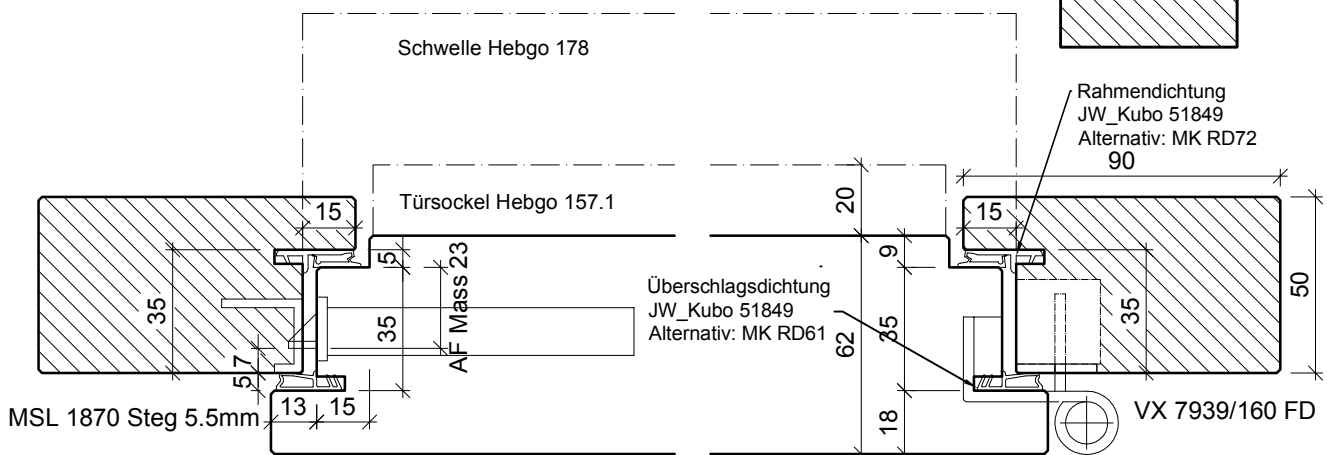 Schwelle Hebgo 178
Rahmendichtung
JW_Kubo 51849
Alternativ: MK RD72
90
Türsockel Hebgo 157.1
15
20
15
5
9
35
AF Mass 23
35
Überschlagsdichtung
JW_Kubo 51849
Alternativ: MK RD61
62
35
35
50
7
5
MSL 1870 Steg 5.5mm
13
15
18
VX 7939/160 FD